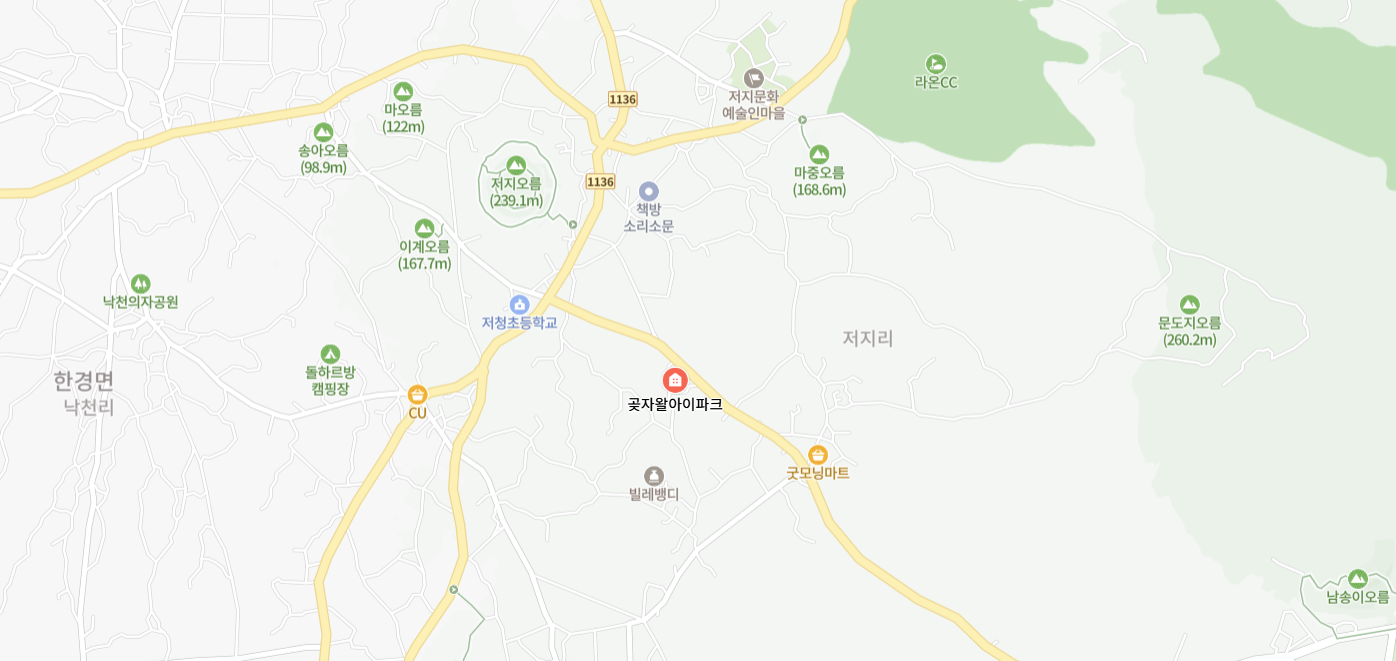 1136
라온CC
마오름
(122m)
저지문화
예술인마을
송아오름
(98.9m)
마중오름
(168.6m)
저지오름
(239.1m)
1136
책방
소리소문
이계오름
(167.7m)
낙천의자공원
저청초등학교
문도지오름
(260.2m)
저지리
돌하르방
캠핑장
한경면
낙천리
CU
곶자왈아이파크
굿모닝마트
빌레뱅디
남송이오름